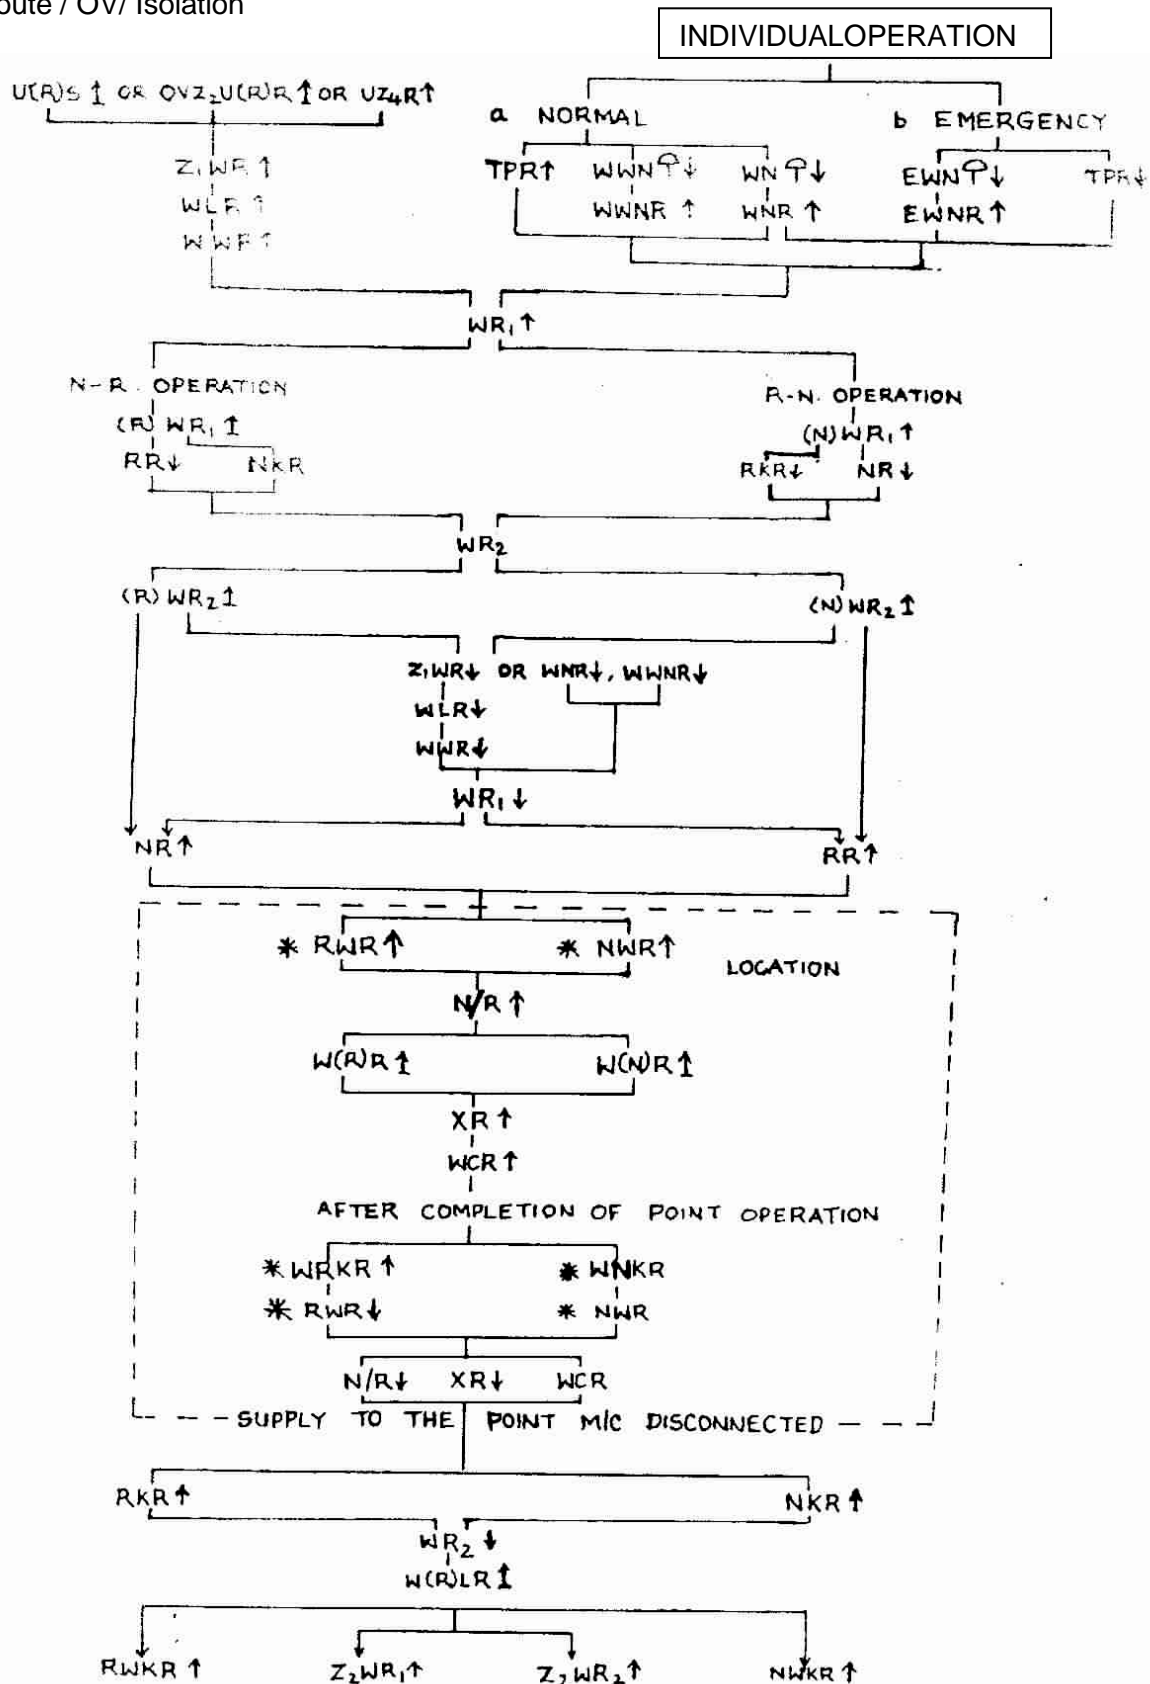 oute / OV/ Isolation
INDIVIDUALOPERATION
U(R)S ↥ OR OVZ₂U(R)R ↥ OR UZ₄R↑
a NORMAL
b EMERGENCY
Z₁WR ↑
TPR↑ WWN ↓ WN ↓ EWN ↓ TPR↓
WLR ↑
WWNR ↑ WNR ↑ EWNR ↑
WWR ↑
WR₁ ↑
N-R. OPERATION
R-N. OPERATION
(R) WR₁ ↥
(N) WR₁ ↑
RR↓ NKR
RKR↓ NR↓
WR₂
(R) WR₂ ↥
(N) WR₂ ↥
Z₁WR↓ OR WNR↓, WWNR↓
WLR↓
WWR↓
WR₁ ↓
NR↑
RR↑
* RWR↑ * NWR↑
LOCATION
N/R ↑
W(R)R ↥ W(N)R ↥
XR ↑
WCR ↑
AFTER COMPLETION OF POINT OPERATION
* WRKR ↑ * WNKR
* RWR ↓ * NWR
N/R↓ XR↓ WCR
SUPPLY TO THE POINT M/C DISCONNECTED
RKR ↑
NKR ↑
WR₂ ↓
W(R)LR ↥
RWKR ↑ Z₂WR₁↑ Z₂WR₂↑ NWKR ↑